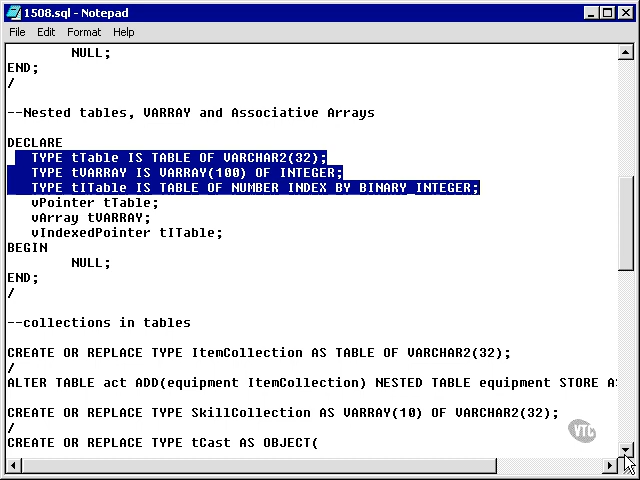 1508.sql - Notepad
File Edit Format Help
NULL;
END;
/
--Nested tables, VARRAY and Associative Arrays
DECLARE
TYPE tTable IS TABLE OF VARCHAR2(32);
TYPE tVARRAY IS VARRAY(100) OF INTEGER;
TYPE tITable IS TABLE OF NUMBER INDEX BY BINARY_INTEGER;
vPointer tTable;
vArray tVARRAY;
vIndexedPointer tITable;
BEGIN
NULL;
END;
/
--collections in tables
CREATE OR REPLACE TYPE ItemCollection AS TABLE OF VARCHAR2(32);
/
ALTER TABLE act ADD(equipment ItemCollection) NESTED TABLE equipment STORE AS
CREATE OR REPLACE TYPE SkillCollection AS VARRAY(10) OF VARCHAR2(32);
/
CREATE OR REPLACE TYPE tCast AS OBJECT(
VTC